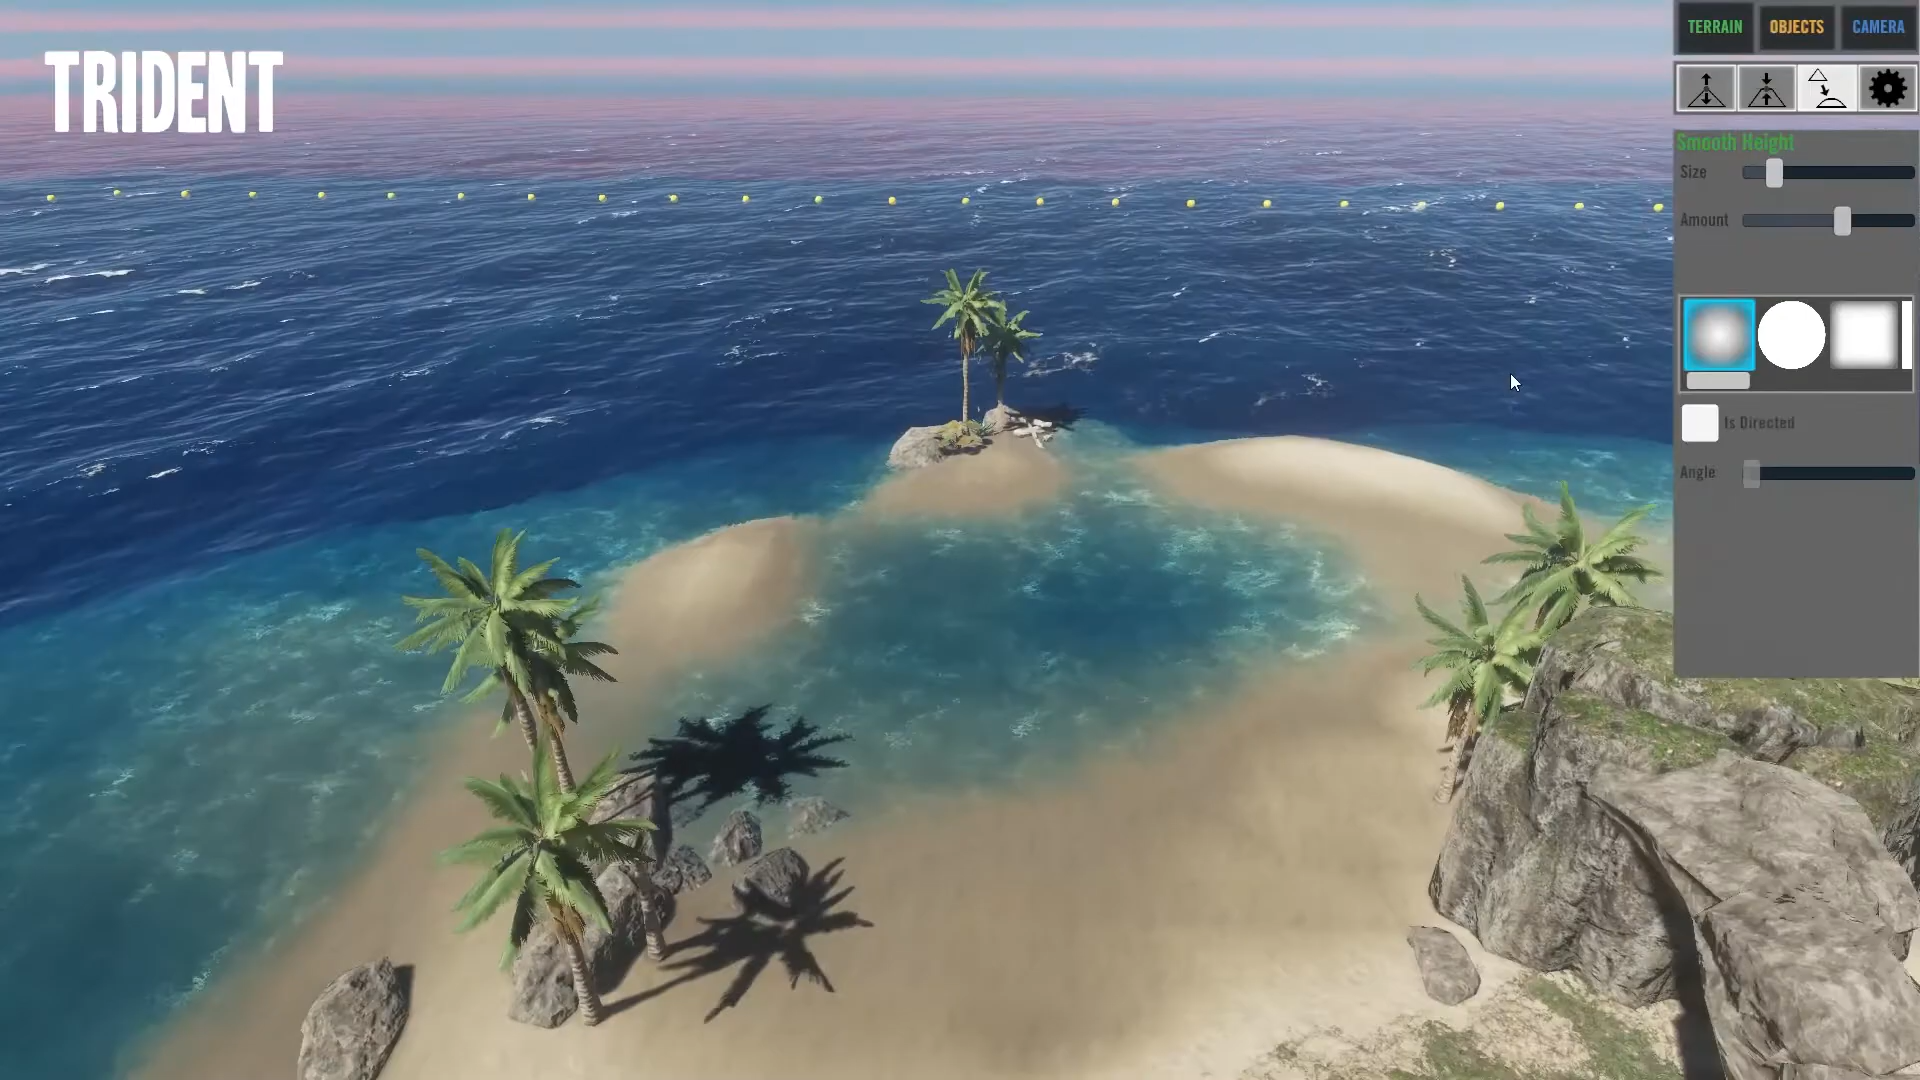 TRIDENT
TERRAIN OBJECTS CAMERA
Smooth Height
Size
Amount
Is Directed
Angle